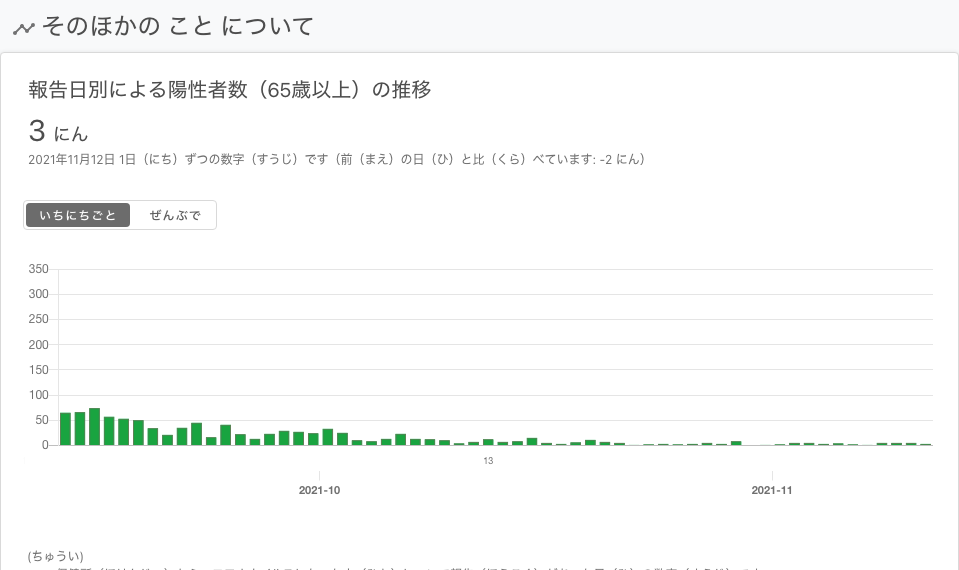 そのほかの こと について
報告日別による陽性者数（65歳以上）の推移
3 にん
2021年11月12日 1日（にち）ずつの数字（すうじ）です（前（まえ）の日（ひ）と比（くら）べています: -2 にん）
いちにちごと ぜんぶで
350
300
250
200
150
100
50
0
13
2021-10 2021-11
(ちゅうい)